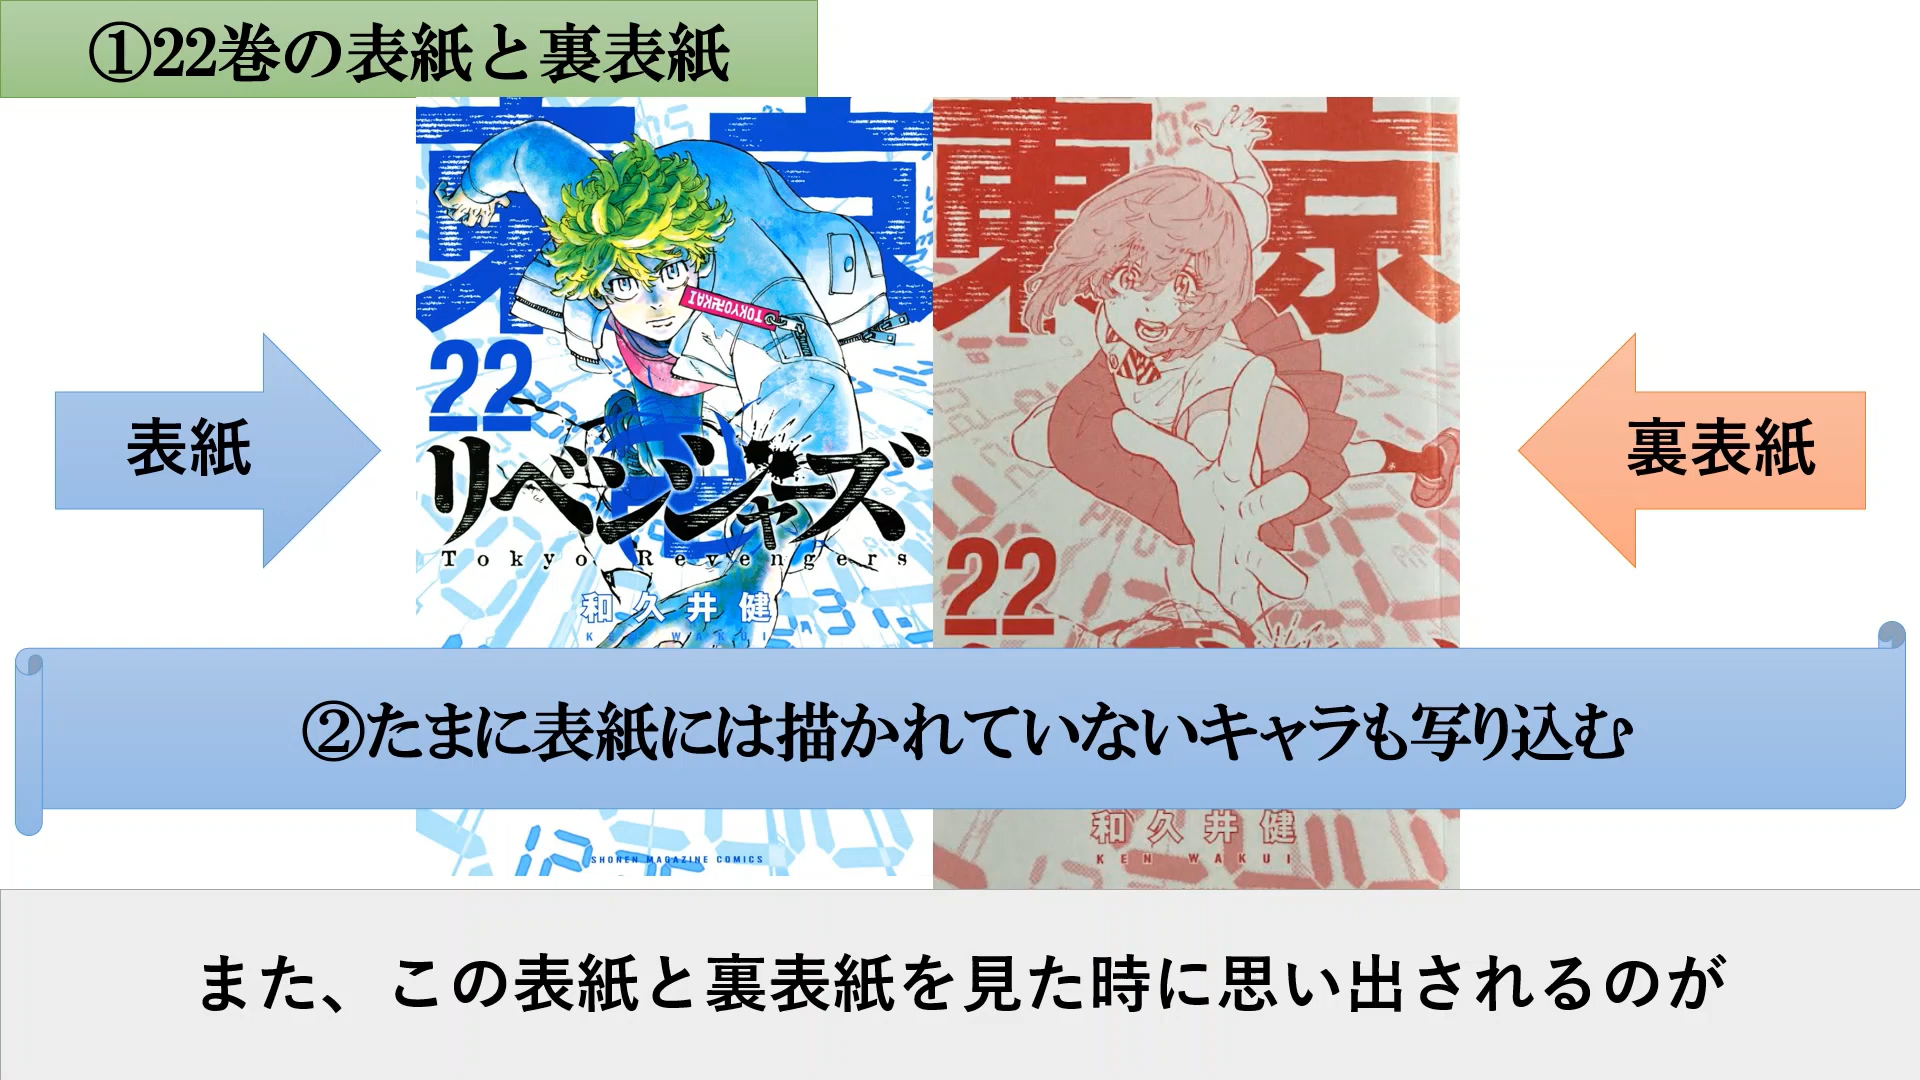 ①22巻の表紙と裏表紙
表紙
東京
22
TOKYO卍KAI
リベンジャーズ
Tokyo Revengers
和久井健
KEN WAKUI
SHONEN MAGAZINE COMICS
東京
22
和久井健
KEN WAKUI
裏表紙
②たまに表紙には描かれていないキャラも写り込む
また、この表紙と裏表紙を見た時に思い出されるのが